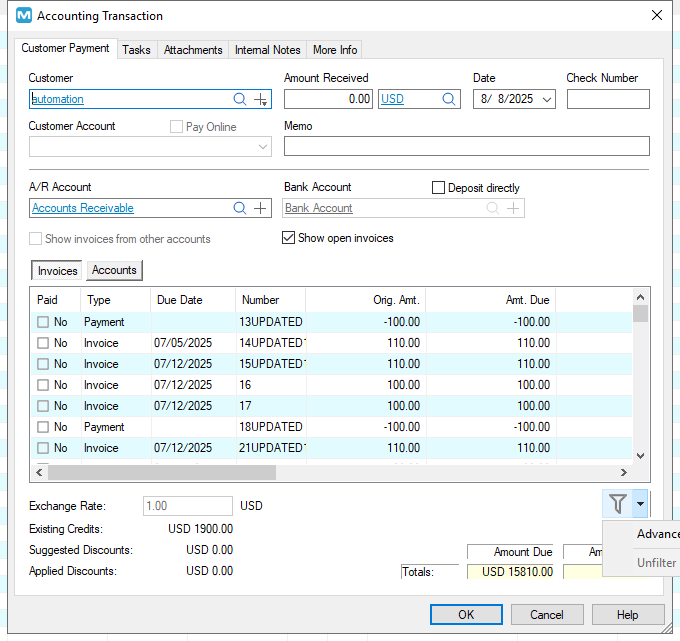 Accounting Transaction
Customer Payment Tasks Attachments Internal Notes More Info
Customer Amount Received Date Check Number
automation 0.00 USD 8/ 8/2025
Customer Account Pay Online Memo
A/R Account Bank Account Deposit directly
Accounts Receivable Bank Account
Show invoices from other accounts Show open invoices
Invoices Accounts
Paid Type Due Date Number Orig. Amt. Amt. Due
No Payment 13UPDATED -100.00 -100.00
No Invoice 07/05/2025 14UPDATED 110.00 110.00
No Invoice 07/12/2025 15UPDATED 110.00 110.00
No Invoice 07/12/2025 16 100.00 100.00
No Invoice 07/12/2025 17 100.00 100.00
No Payment 18UPDATED -100.00 -100.00
No Invoice 07/12/2025 21UPDATED 110.00 110.00
Exchange Rate: 1.00 USD
Existing Credits: USD 1900.00
Advance
Suggested Discounts: USD 0.00 Amount Due Am
Unfilter
Applied Discounts: USD 0.00 Totals: USD 15810.00
OK Cancel Help